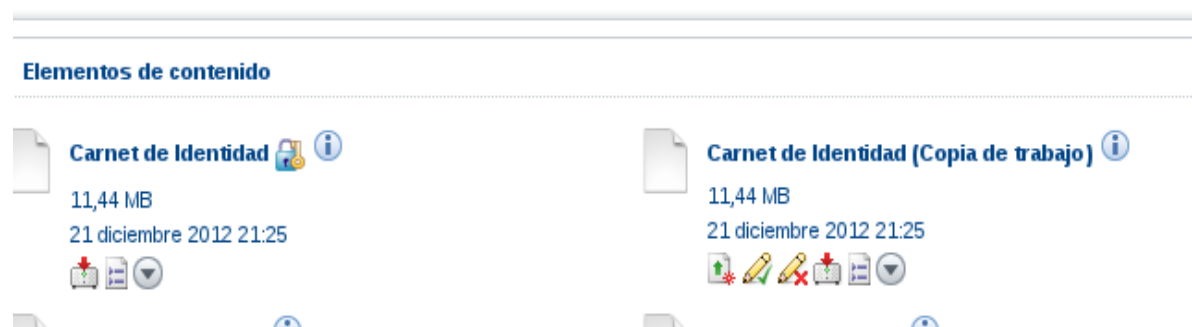 Elementos de contenido
Carnet de Identidad
11,44 MB
21 diciembre 2012 21:25
Carnet de Identidad (Copia de trabajo)
11,44 MB
21 diciembre 2012 21:25